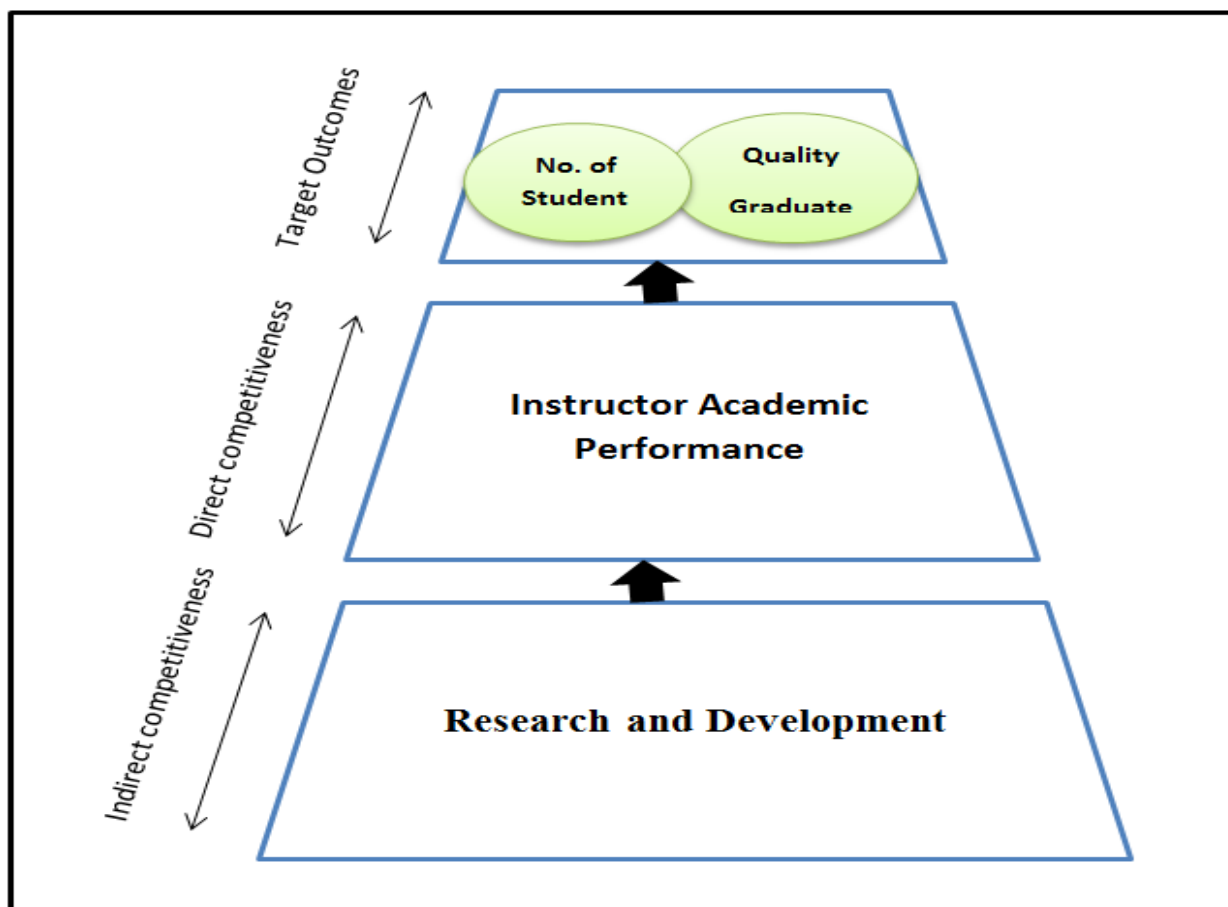 Target Outcomes
No. of
Student
Quality
Graduate
Direct competitiveness
Instructor Academic
Performance
Indirect competitiveness
Research and Development